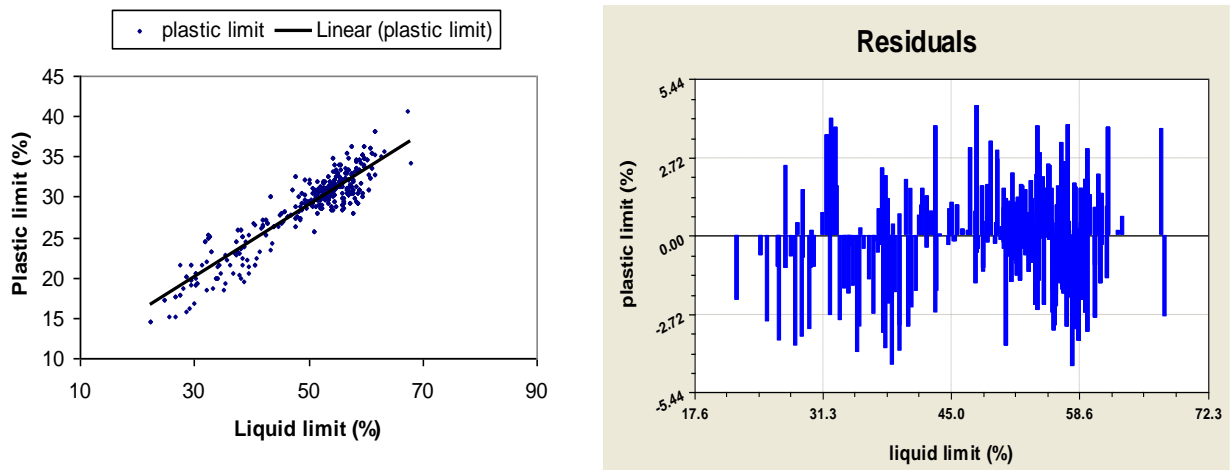 plastic limit Linear (plastic limit)
45
40
35
30
25
20
15
10
Plastic limit (%)
10 30 50 70 90
Liquid limit (%)
Residuals
5.44
2.72
0.00
-2.72
-5.44
plastic limit (%)
17.6 31.3 45.0 58.6 72.3
liquid limit (%)